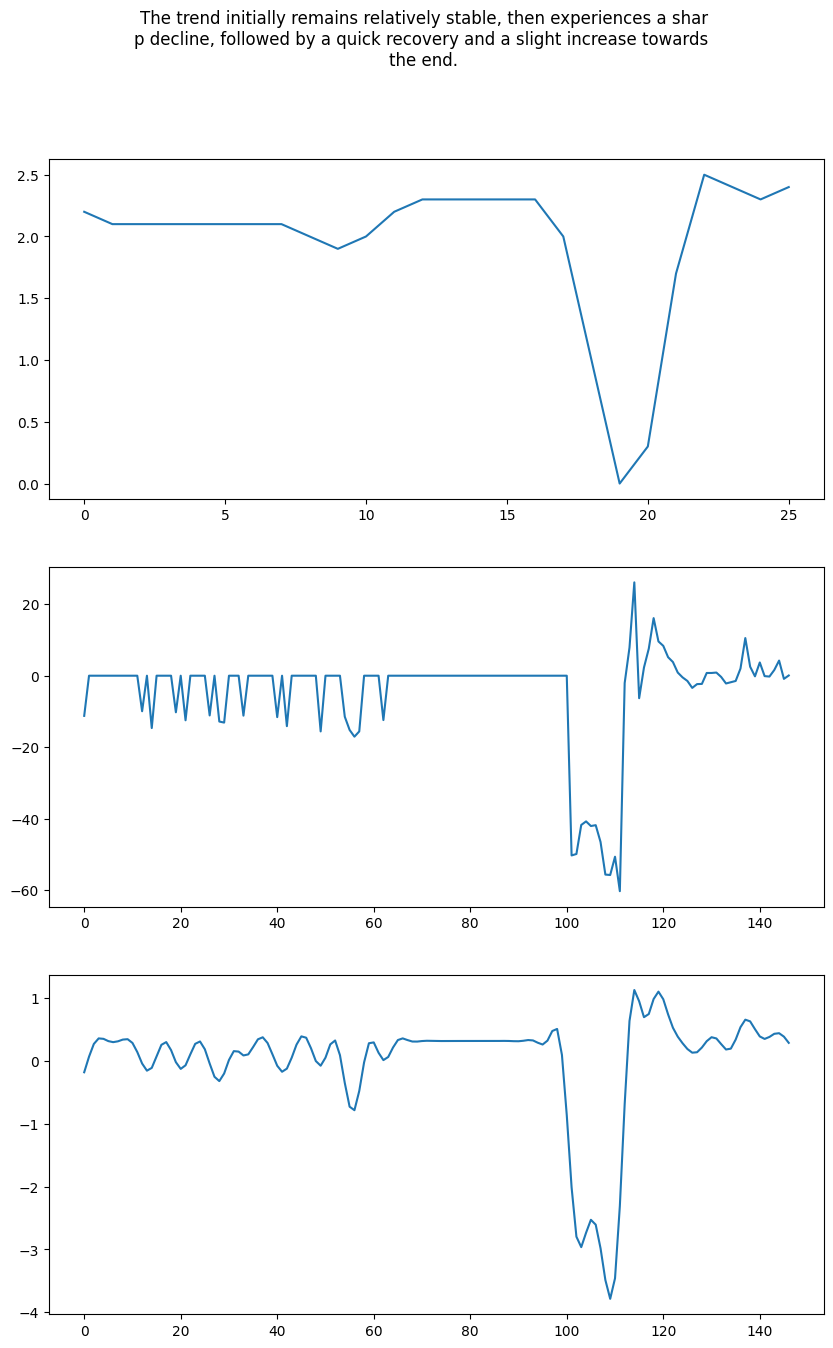 The trend initially remains relatively stable, then experiences a shar
p decline, followed by a quick recovery and a slight increase towards
the end.
2.5
2.0
1.5
1.0
0.5
0.0
0 5 10 15 20 25
20
0
−20
−40
−60
0 20 40 60 80 100 120 140
1
0
−1
−2
−3
−4
0 20 40 60 80 100 120 140